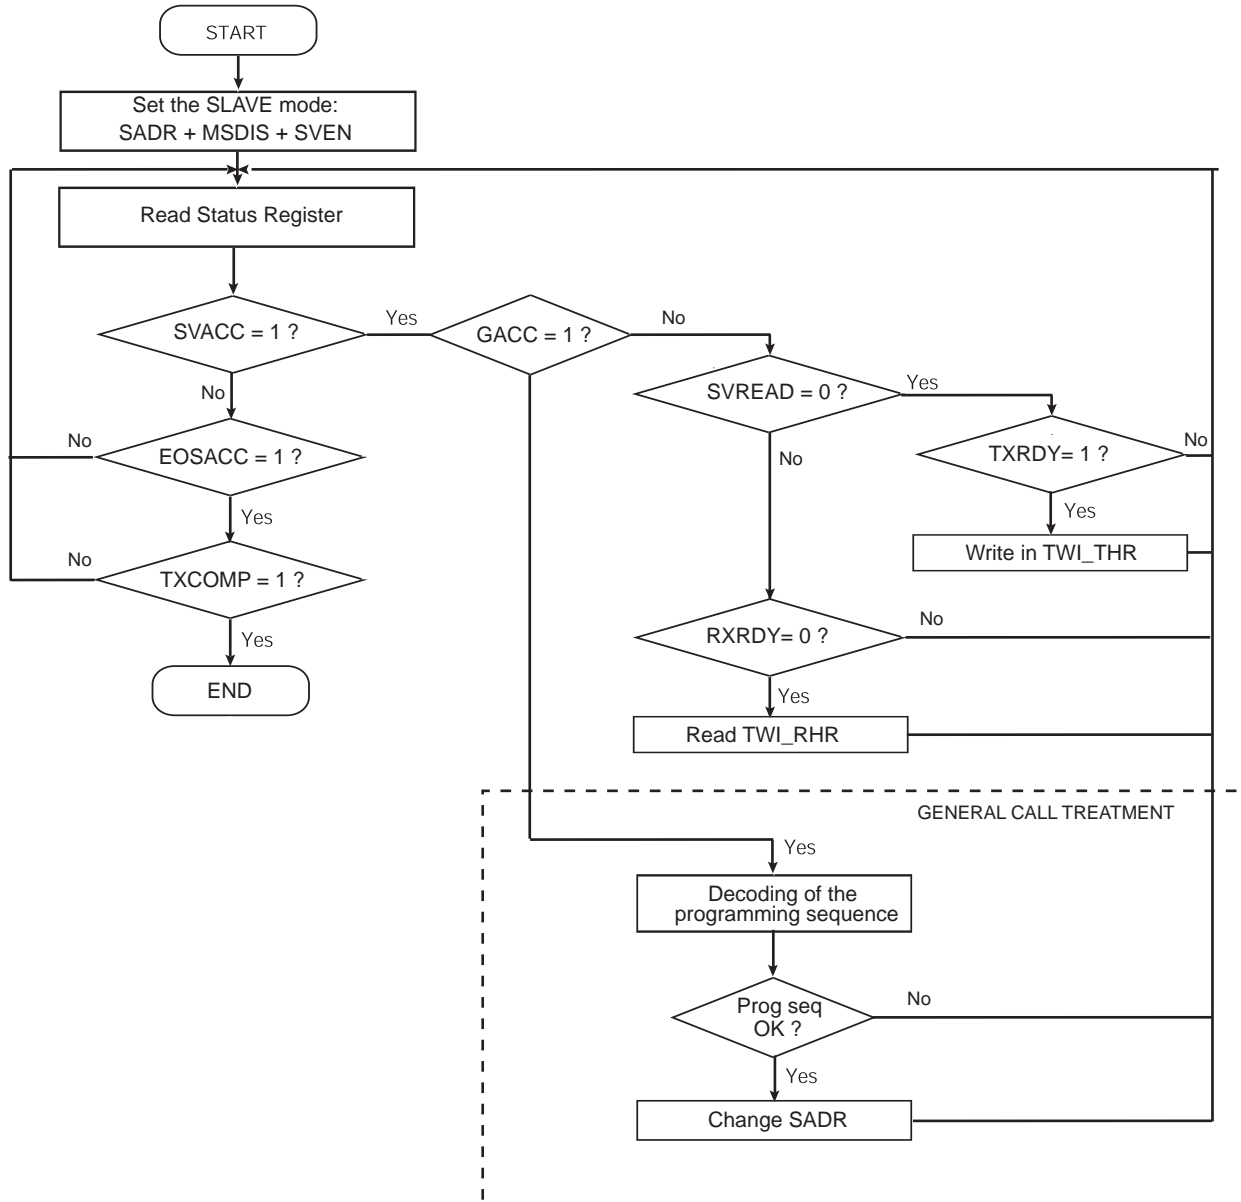 START
Set the SLAVE mode:
SADR + MSDIS + SVEN
Read Status Register
SVACC = 1 ?
Yes
GACC = 1 ?
No
SVREAD = 0 ?
Yes
No
EOSACC = 1 ?
No
No
TXRDY= 1 ?
No
Yes
Yes
Write in TWI_THR
TXCOMP = 1 ?
No
Yes
RXRDY= 0 ?
No
END
Yes
Read TWI_RHR
GENERAL CALL TREATMENT
Yes
Decoding of the
programming sequence
Prog seq
OK ?
No
Yes
Change SADR